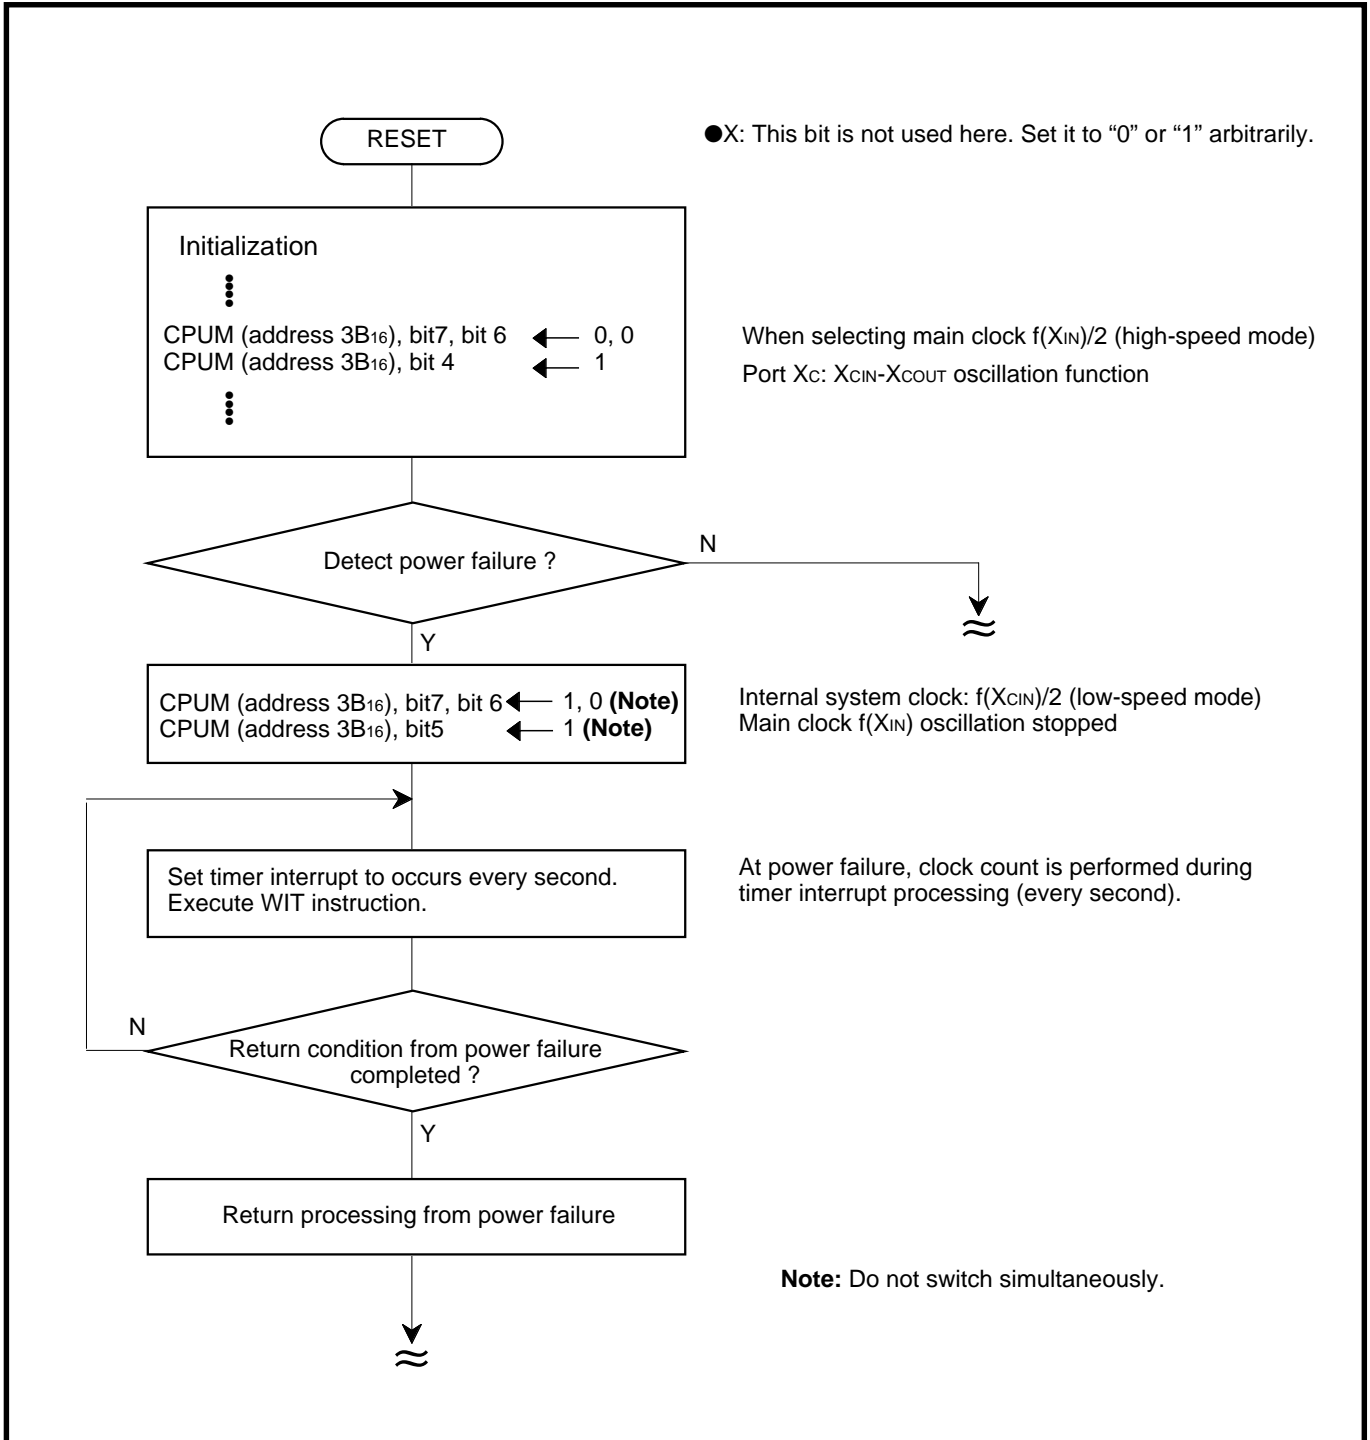 RESET
●X: This bit is not used here. Set it to “0” or “1” arbitrarily.
Initialization
CPUM (address 3B16), bit7, bit 6 ← 0, 0
When selecting main clock f(XIN)/2 (high-speed mode)
CPUM (address 3B16), bit 4 ← 1
Port XC: XCIN-XCOUT oscillation function
Detect power failure ?
N
≈
Y
CPUM (address 3B16), bit7, bit 6 ← 1, 0 (Note)
Internal system clock: f(XCIN)/2 (low-speed mode)
CPUM (address 3B16), bit5 ← 1 (Note)
Main clock f(XIN) oscillation stopped
Set timer interrupt to occurs every second.
Execute WIT instruction.
At power failure, clock count is performed during
timer interrupt processing (every second).
N
Return condition from power failure
completed ?
Y
Return processing from power failure
Note: Do not switch simultaneously.
≈